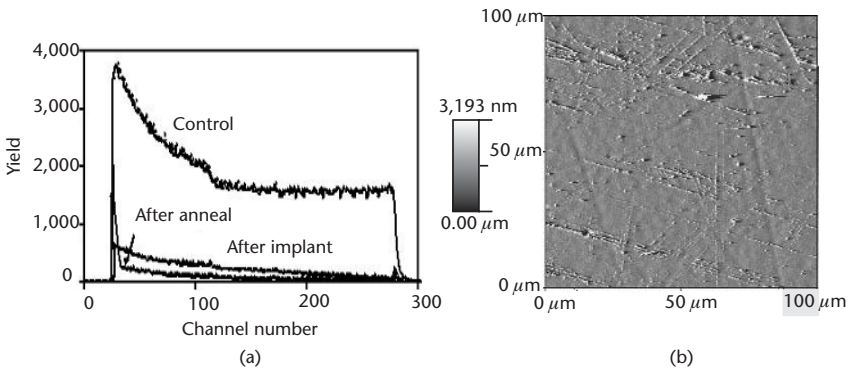 4,000
3,000
2,000
1,000
0
Yield
Control
After anneal
After implant
0
100
200
300
Channel number
(a)
3,193 nm
0.00 μm
100 μm
50 μm
0 μm
0 μm
50 μm
100 μm
(b)